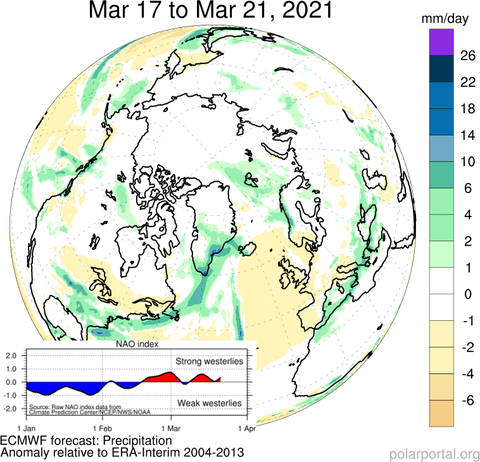 Mar 17 to Mar 21, 2021
mm/day
26
22
18
14
10
6
4
2
1
0
-1
-2
-4
-6
NAO index
2.0
1.0
0.0
-1.0
-2.0
Strong westerlies
Weak westerlies
Source: Raw NAO index data from
Climate Prediction Center/NCEP/NWS/NOAA
1 Jan
1 Feb
1 Mar
1 Apr
ECMWF forecast: Precipitation
Anomaly relative to ERA-Interim 2004-2013
polarportal.org